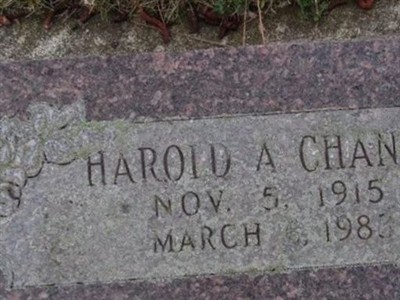 HAROLD A CHAN
NOV. 5. 1915
MARCH